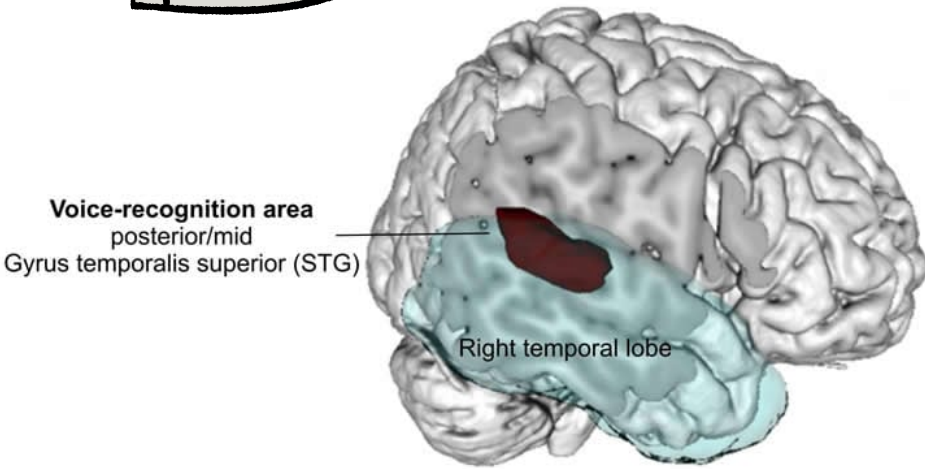 Voice-recognition area
posterior/mid
Gyrus temporalis superior (STG)
Right temporal lobe